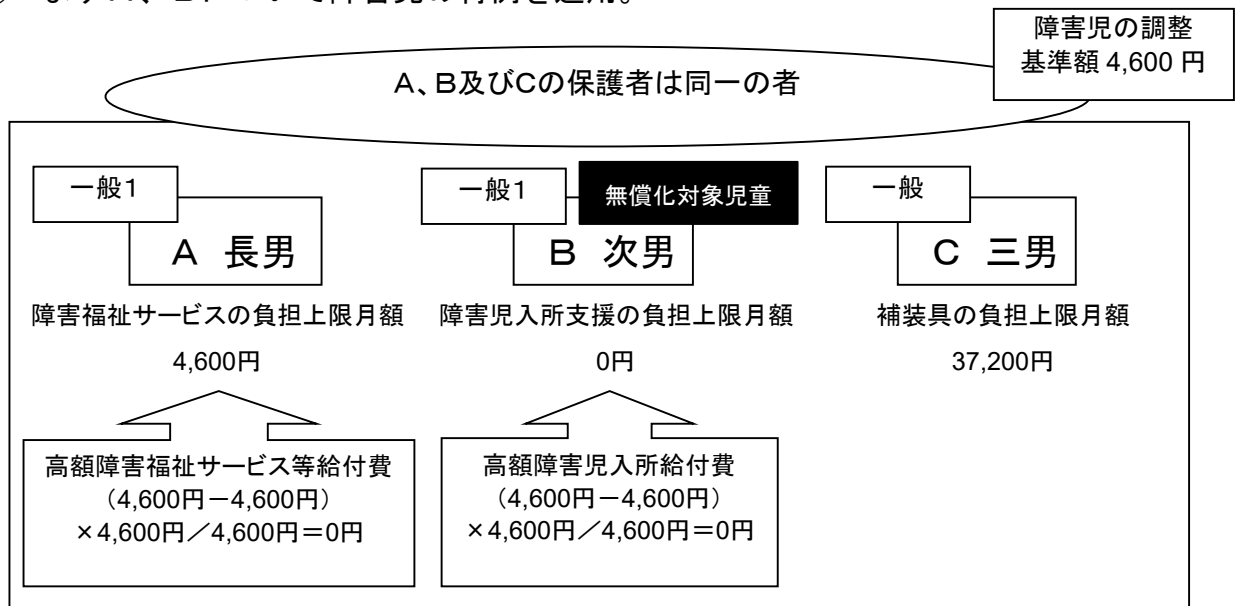 障害児の調整
基準額 4,600 円
A、B及びCの保護者は同一の者
一般1
A 長男
障害福祉サービスの負担上限月額
4,600円
高額障害福祉サービス等給付費
（4,600円－4,600円）
×4,600円／4,600円＝0円
一般1
無償化対象児童
B 次男
障害児入所支援の負担上限月額
0円
高額障害児入所給付費
（4,600円－4,600円）
×4,600円／4,600円＝0円
一般
C 三男
補装具の負担上限月額
37,200円